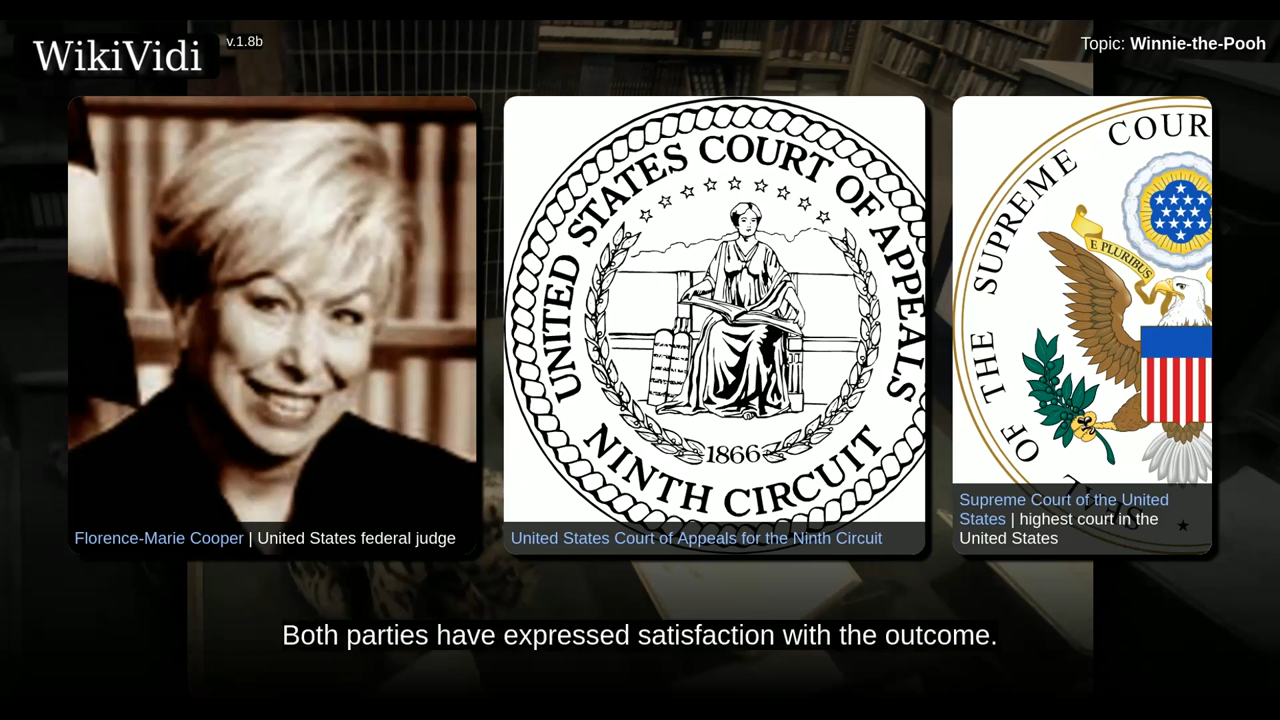 WikiVidi
v.1.8b
Topic: Winnie-the-Pooh
UNITED STATES COURT OF APPEALS
NINTH CIRCUIT
1866
SEAL OF THE SUPREME COUR
E PLURIBUS
Florence-Marie Cooper | United States federal judge
United States Court of Appeals for the Ninth Circuit
Supreme Court of the United
States | highest court in the
United States
Both parties have expressed satisfaction with the outcome.